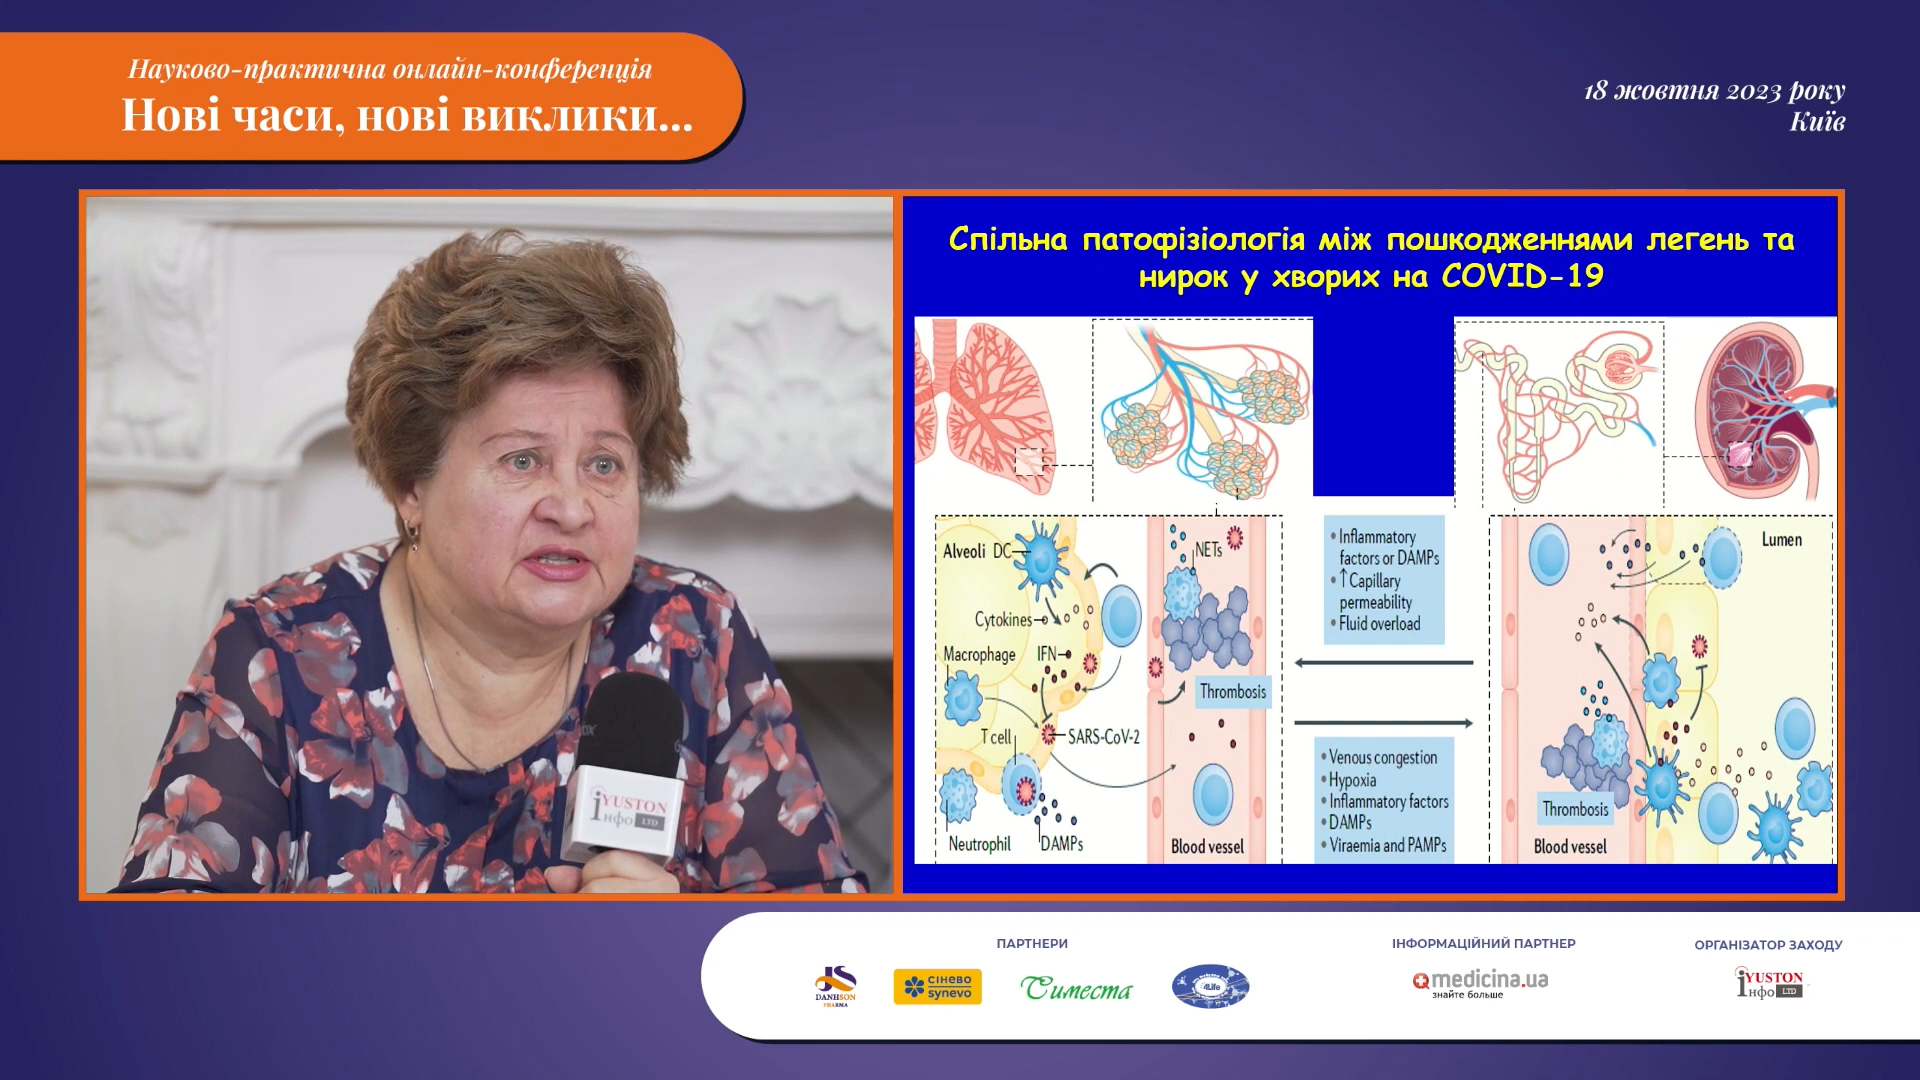 Науково-практична онлайн-конференція
Нові часи, нові виклики...
18 жовтня 2023 року
Київ
Спільна патофізіологія між пошкодженнями легень та
нирок у хворих на COVID-19
Alveoli DC
NETs
Cytokines
Macrophage
IFN
Thrombosis
T cell
SARS-CoV-2
Neutrophil
DAMPs
Blood vessel
• Inflammatory
factors or DAMPs
• ↑Capillary
permeability
• Fluid overload
• Venous congestion
• Hypoxia
• Inflammatory factors
• DAMPs
• Viraemia and PAMPs
Lumen
Thrombosis
Blood vessel
YUSTON
інфо LTD
ПАРТНЕРИ
DANHSON
PHARMA
СІНЕВО
synevo
Симеста
4Life
ІНФОРМАЦІЙНИЙ ПАРТНЕР
medicina.ua
знайте больше
ОРГАНІЗАТОР ЗАХОДУ
YUSTON
інфо LTD